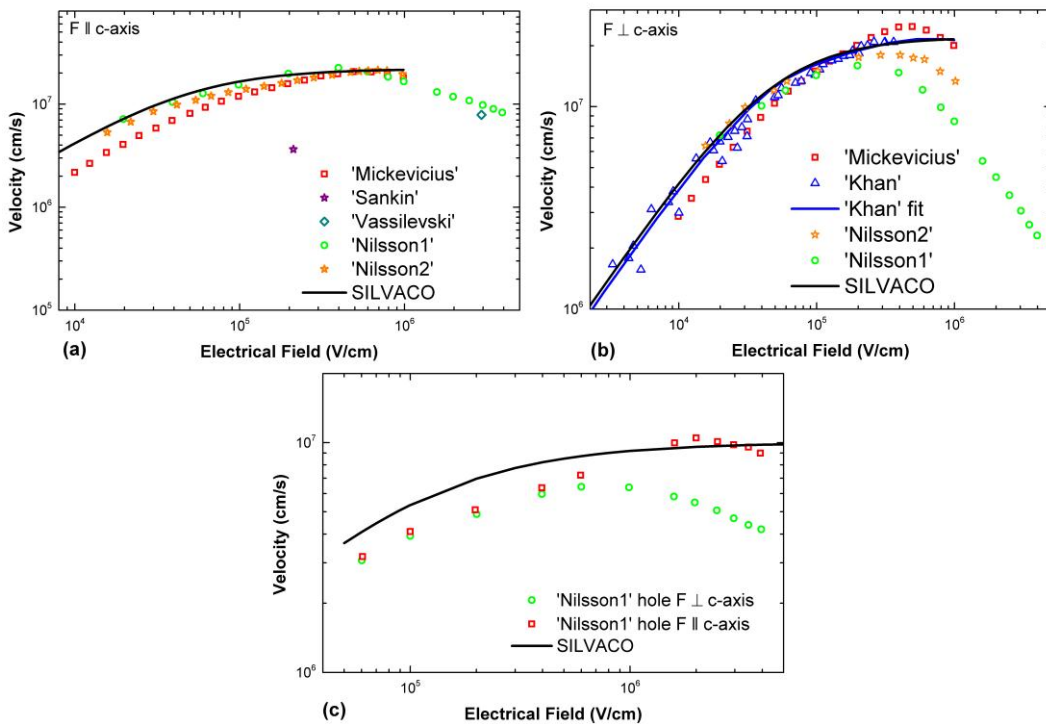 F ∥ c-axis
10⁷
10⁶
10⁵
Velocity (cm/s)
'Mickevicius'
'Sankin'
'Vassilevski'
'Nilsson1'
'Nilsson2'
SILVACO
10⁴ 10⁵ 10⁶
(a) Electrical Field (V/cm)
F ⊥ c-axis
10⁷
10⁶
Velocity (cm/s)
'Mickevicius'
'Khan'
'Khan' fit
'Nilsson2'
'Nilsson1'
SILVACO
10⁴ 10⁵ 10⁶
(b) Electrical Field (V/cm)
10⁷
10⁶
Velocity (cm/s)
'Nilsson1' hole F ⊥ c-axis
'Nilsson1' hole F ∥ c-axis
SILVACO
10⁵ 10⁶
(c) Electrical Field (V/cm)